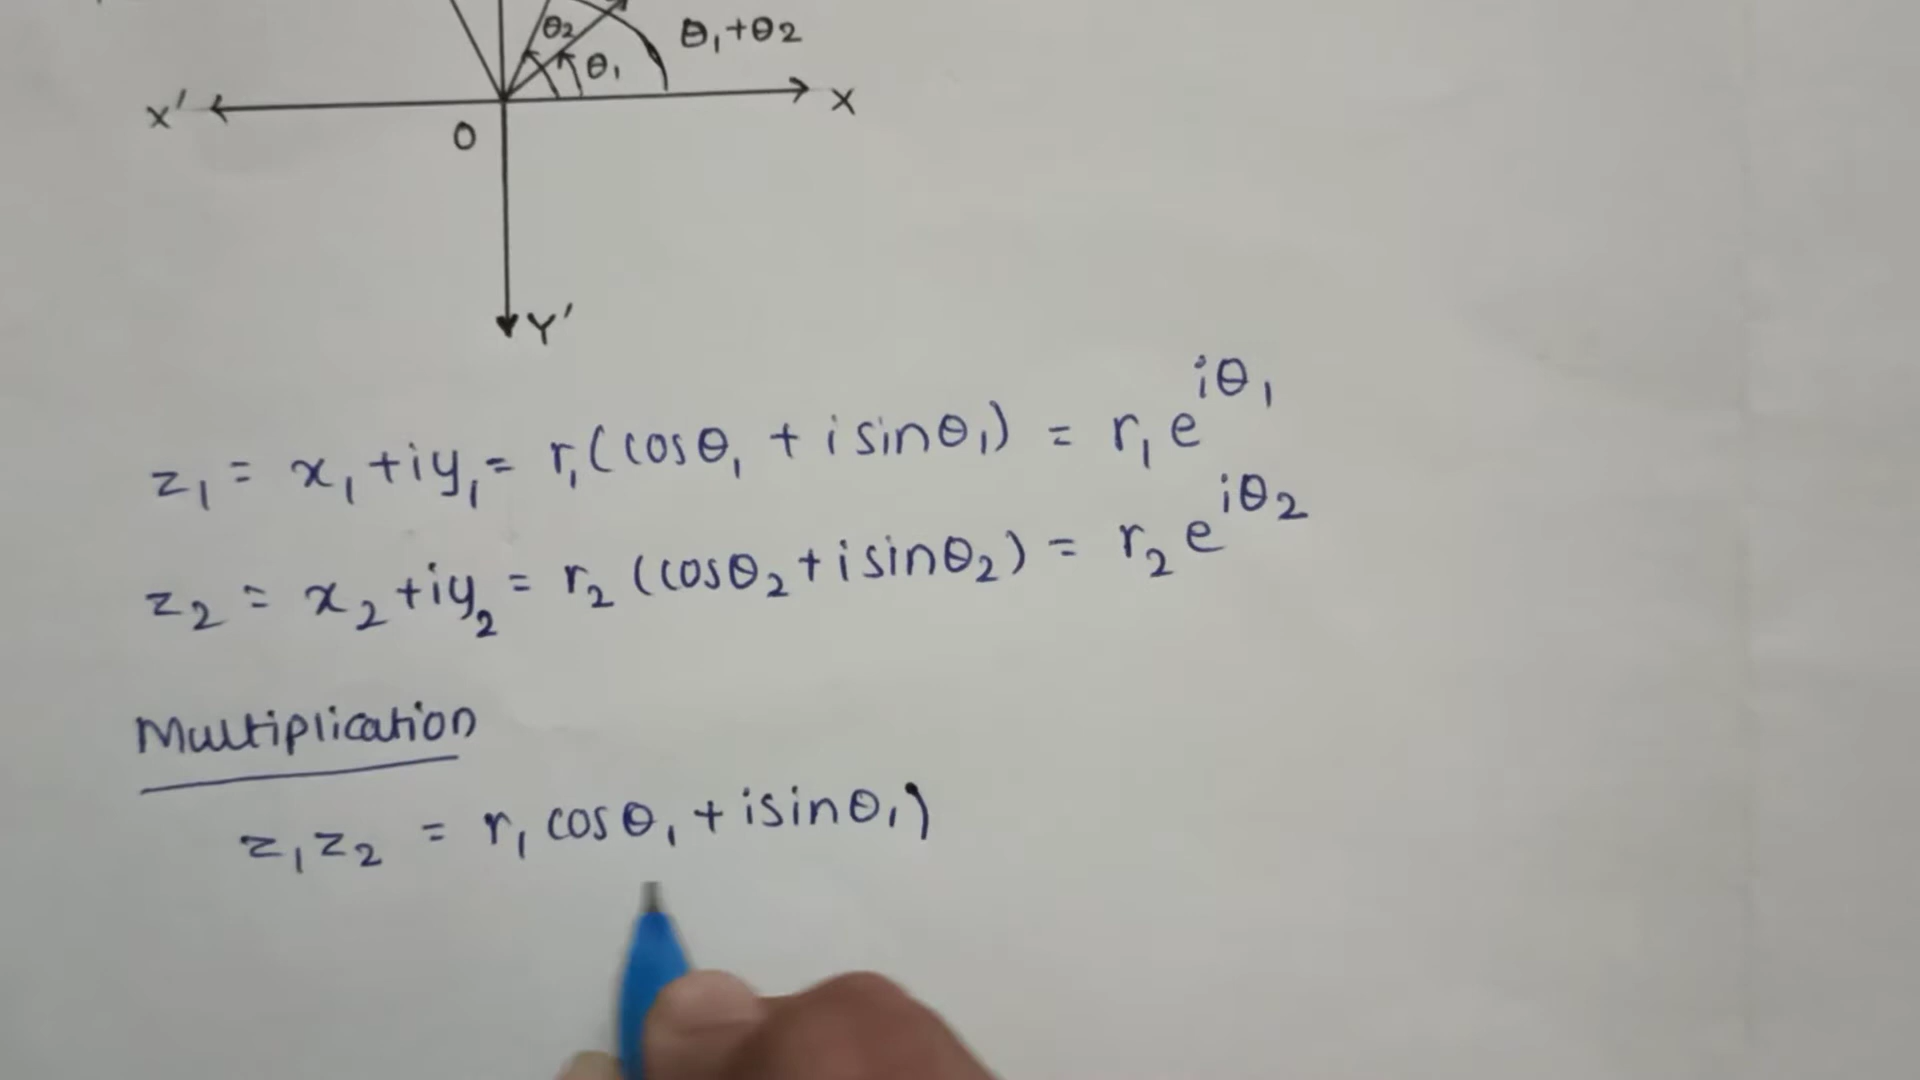 θ₂ θ₁+θ2
θ₁
X' X
O
Y'
z₁ = x₁+iy₁ = r₁(cosθ₁ + i sinθ₁) = r₁ e^iθ₁
z₂ = x₂+iy₂ = r₂ (cosθ₂ + i sinθ₂) = r₂ e^iθ₂
Multiplication
z₁z₂ = r₁ cosθ₁ + isinθ₁)